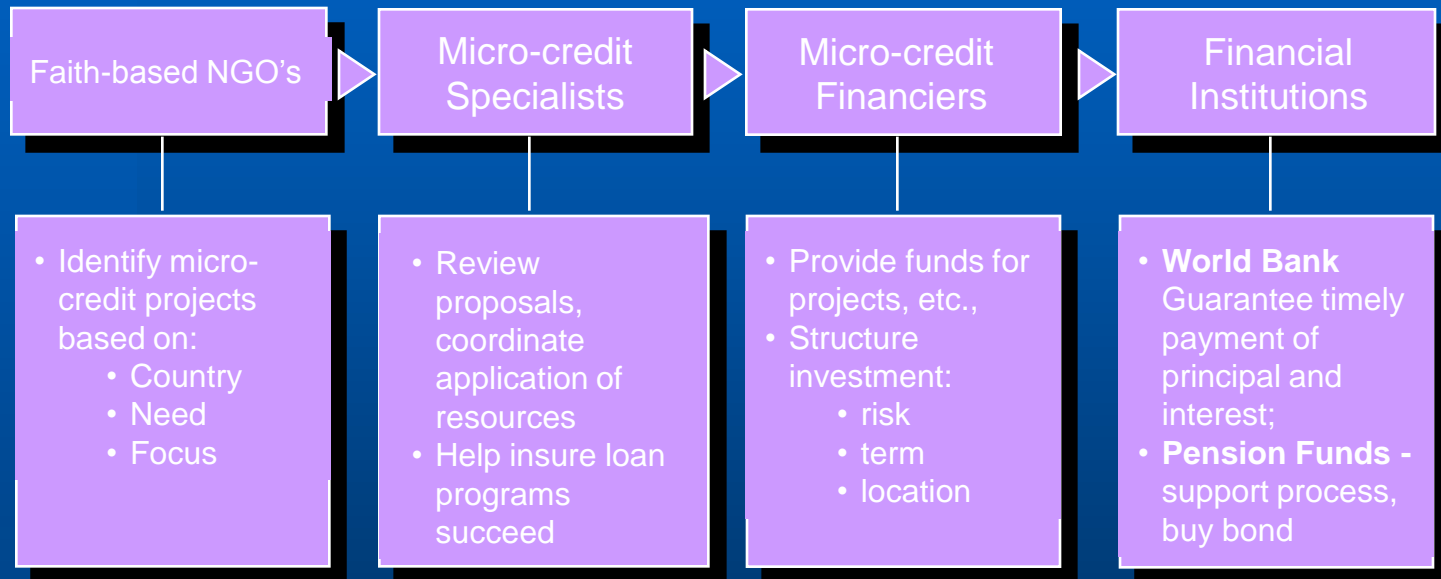 Faith-based NGO’s
Micro-credit
Specialists
Micro-credit
Financiers
Financial
Institutions
• Identify micro-
credit projects
based on:
• Country
• Need
• Focus
• Review
proposals,
coordinate
application of
resources
• Help insure loan
programs
succeed
• Provide funds for
projects, etc.,
• Structure
investment:
• risk
• term
• location
• World Bank
Guarantee timely
payment of
principal and
interest;
• Pension Funds -
support process,
buy bond